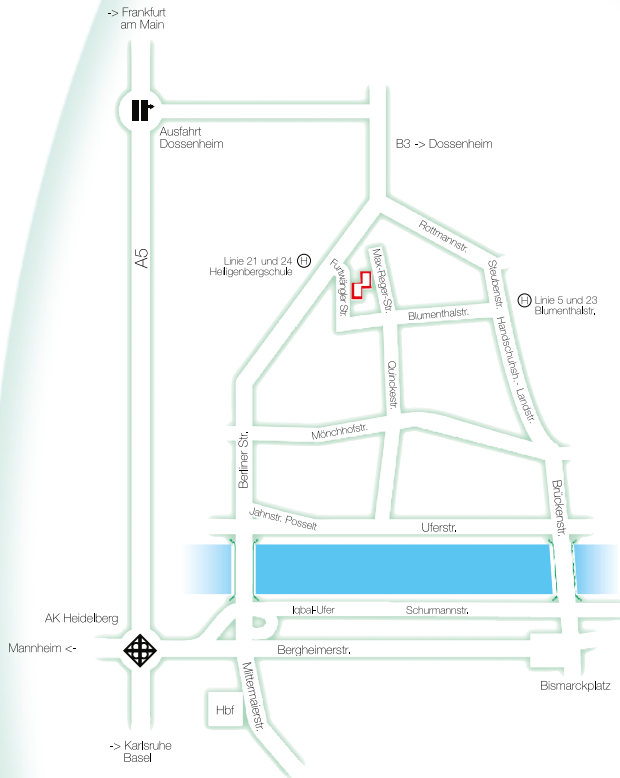 -> Frankfurt
am Main
Ausfahrt
Dossenheim
B3 -> Dossenheim
A5
Rottmannstr.
Linie 21 und 24 H
Heiligenbergschule
Furtwängler Str.
Max-Reger-Str.
Steubenstr.
H Linie 5 und 23
Blumenthalstr.
Blumenthalstr.
Handschuhsh.- Landstr.
Quinckestr.
Mönchhofstr.
Berliner Str.
Brückenstr.
Jahnstr. Posselt
Uferstr.
Iqbal-Ufer
Schurmannstr.
AK Heidelberg
Mannheim <-
Bergheimerstr.
Mittermaierstr.
Bismarckplatz
Hbf
-> Karlsruhe
Basel